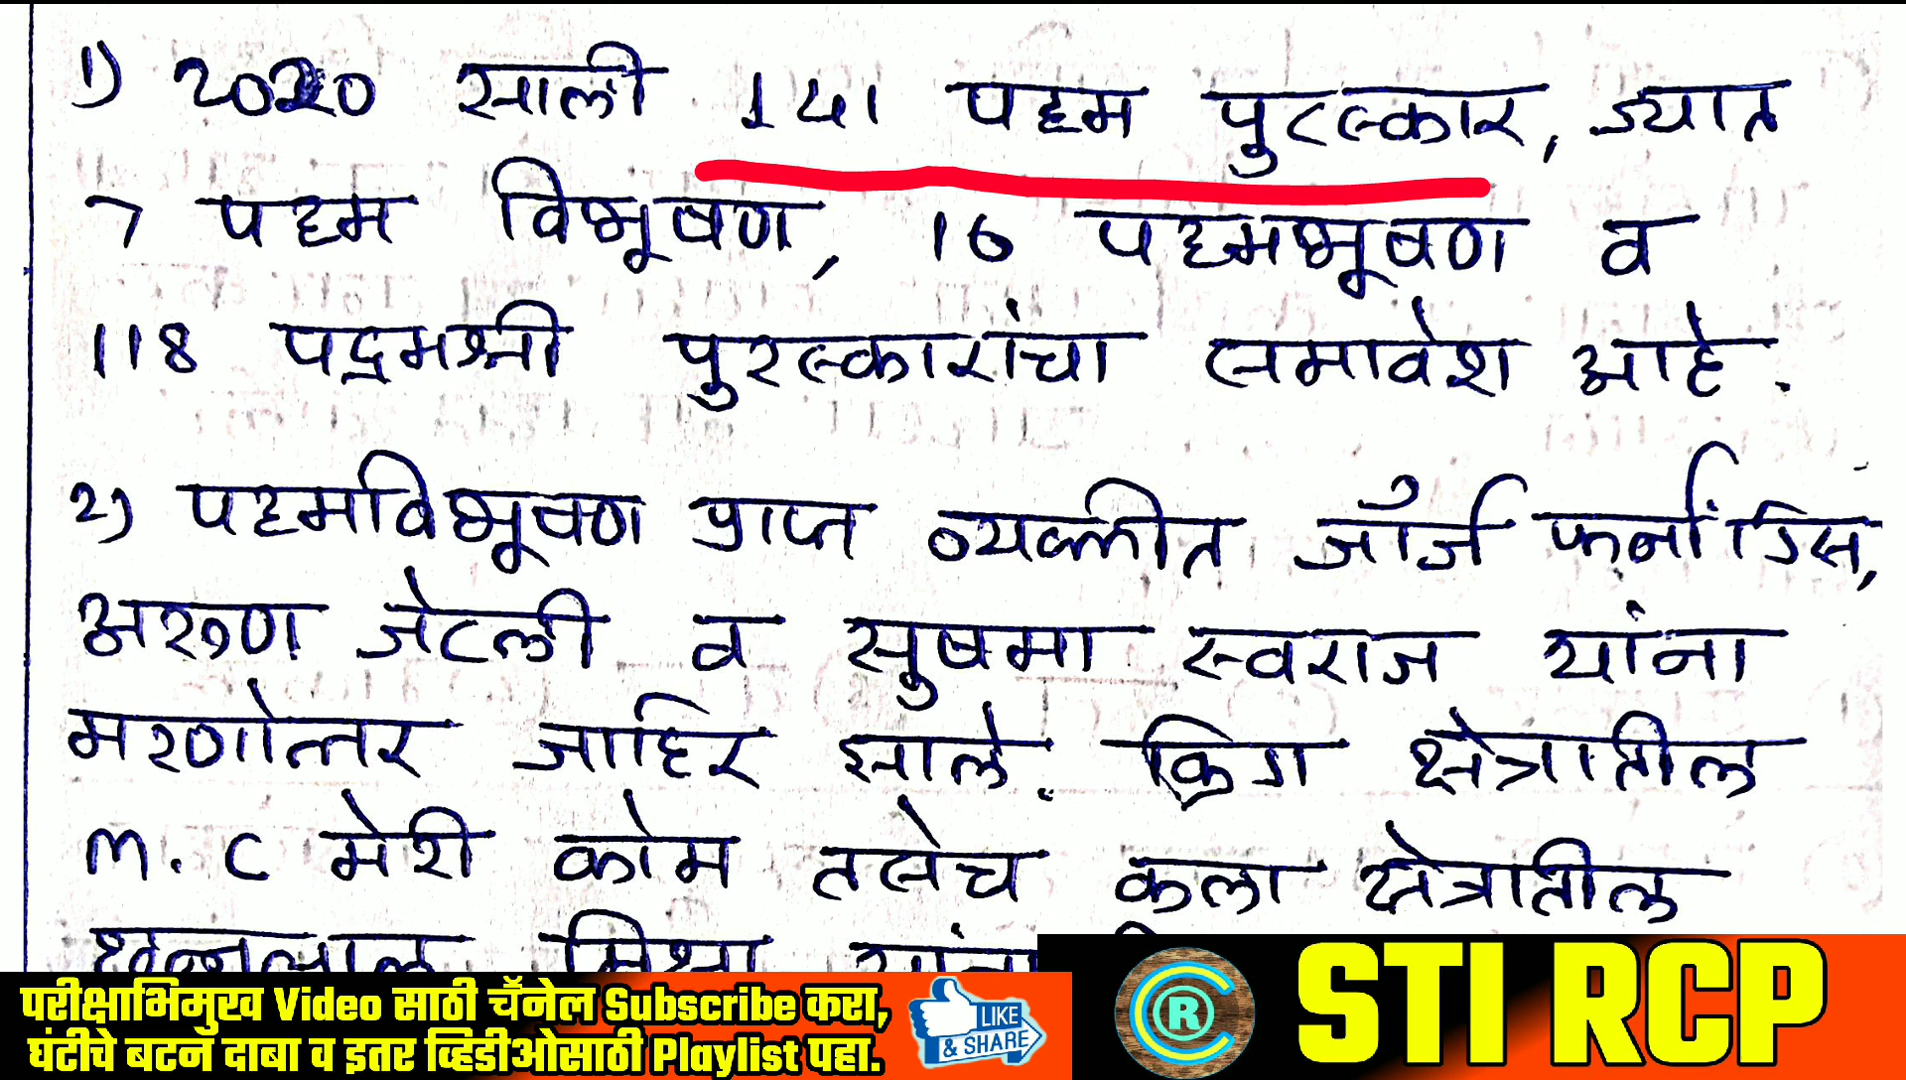 1) 2020 साली 141 पद्म पुरस्कार, ज्यात
7 पद्म विभूषण, 16 पद्मभूषण व
118 पद्मश्री पुरस्कारांचा समावेश आहे.
2) पद्मविभूषण प्राप्त व्यक्तीत जॉर्ज फर्नांडिस,
अरुण जेटली व सुषमा स्वराज यांना
मरणोत्तर जाहिर झाले. क्षेत्रातील
M. C मेरी कोम तसेच कला क्षेत्रातील
मिश्रा यांना
परीक्षाभिमुख Video साठी चॅनेल Subscribe करा,
घंटीचे बटन दाबा व इतर व्हिडीओसाठी Playlist पहा.
LIKE
& SHARE
C R
STI RCP